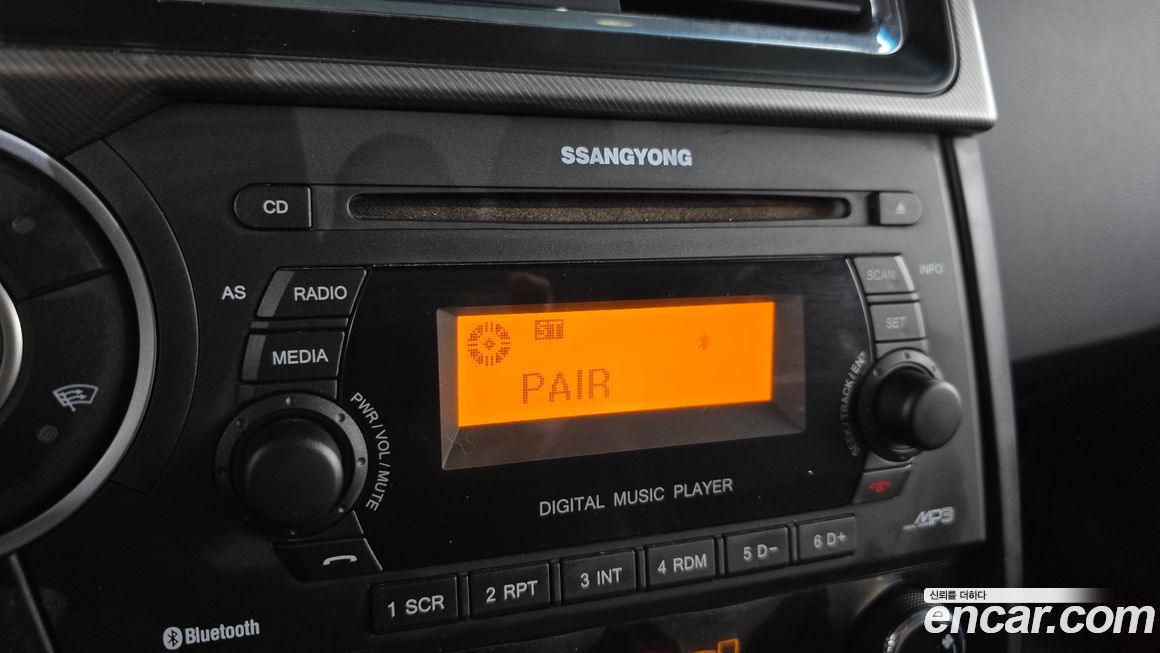 SSANGYONG
CD
AS
RADIO
SCAN
INFO
ST
MEDIA
SET
PAIR
PWR/VOL/MUTE
SEEK/TRACK/ENT
DIGITAL MUSIC PLAYER
MP3
1 SCR
2 RPT
3 INT
4 RDM
5 D-
6 D+
Bluetooth
신뢰를 더하다
encar.com